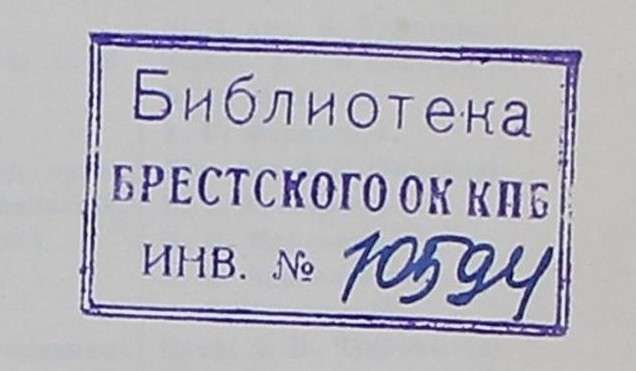 Библиотека
БРЕСТСКОГО ОК КПБ
ИНВ. № 10594